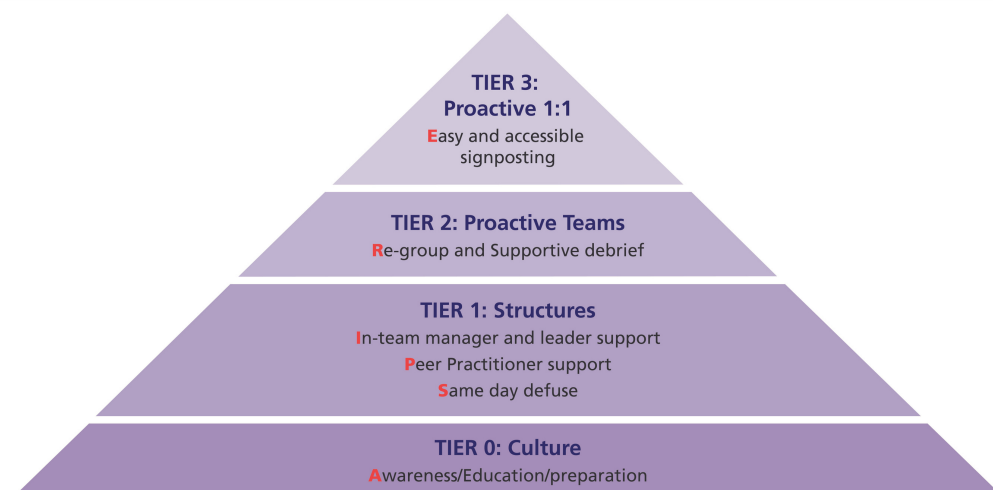 TIER 3:
Proactive 1:1
Easy and accessible
signposting
TIER 2: Proactive Teams
Re-group and Supportive debrief
TIER 1: Structures
In-team manager and leader support
Peer Practitioner support
Same day defuse
TIER 0: Culture
Awareness/Education/preparation